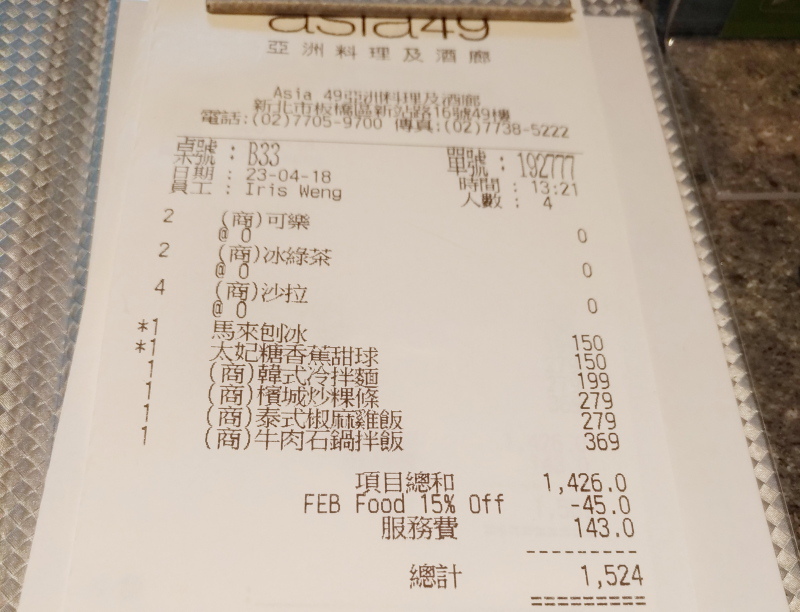 asia49
亞洲料理及酒廊
Asia 49亞洲料理及酒廊
新北市板橋區新站路16號49樓
電話:(02)7705-9700 傳真:(02)7738-5222
桌號 : B33 單號 : 192777
日期 : 23-04-18 時間 : 13:21
員工 : Iris Weng 人數 : 4
2 (商)可樂
@ 0 0
2 (商)冰綠茶
@ 0 0
4 (商)沙拉
@ 0 0
*1 馬來刨冰 150
*1 太妃糖香蕉甜球 150
1 (商)韓式冷拌麵 199
1 (商)檳城炒粿條 279
1 (商)泰式椒麻雞飯 279
1 (商)牛肉石鍋拌飯 369
項目總和 1,426.0
FEB Food 15% Off -45.0
服務費 143.0
總計 1,524